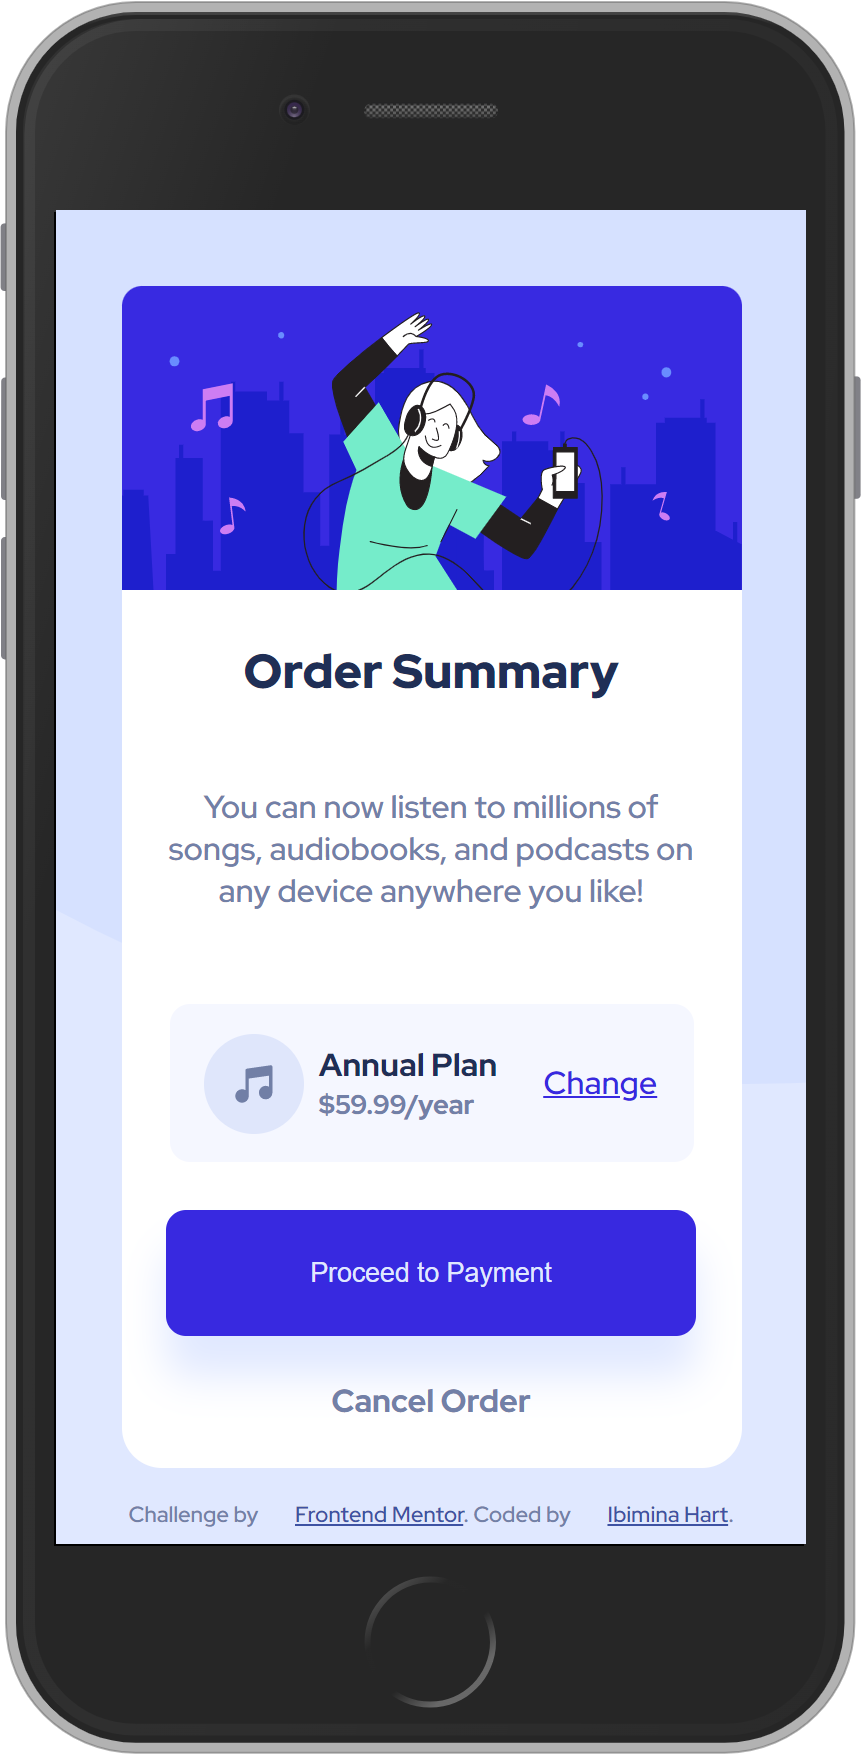 Order Summary
You can now listen to millions of
songs, audiobooks, and podcasts on
any device anywhere you like!
Annual Plan
$59.99/year
Change
Proceed to Payment
Cancel Order
Challenge by Frontend Mentor. Coded by Ibimina Hart.